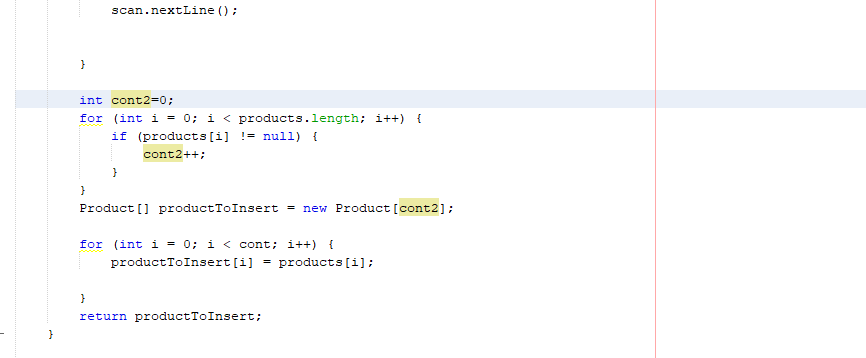 scan.nextLine();
}
int cont2=0;
for (int i = 0; i < products.length; i++) {
if (products[i] != null) {
cont2++;
}
}
Product[] productToInsert = new Product[cont2];
for (int i = 0; i < cont; i++) {
productToInsert[i] = products[i];
}
return productToInsert;
}